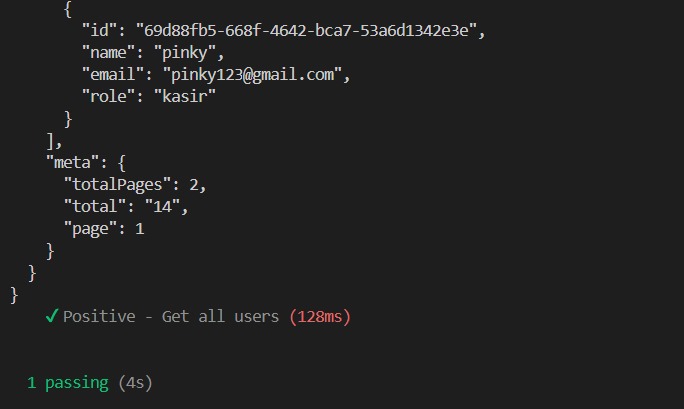 {
"id": "69d88fb5-668f-4642-bca7-53a6d1342e3e",
"name": "pinky",
"email": "pinky123@gmail.com",
"role": "kasir"
}
],
"meta": {
"totalPages": 2,
"total": "14",
"page": 1
}
}
}
✓ Positive - Get all users (128ms)
1 passing (4s)